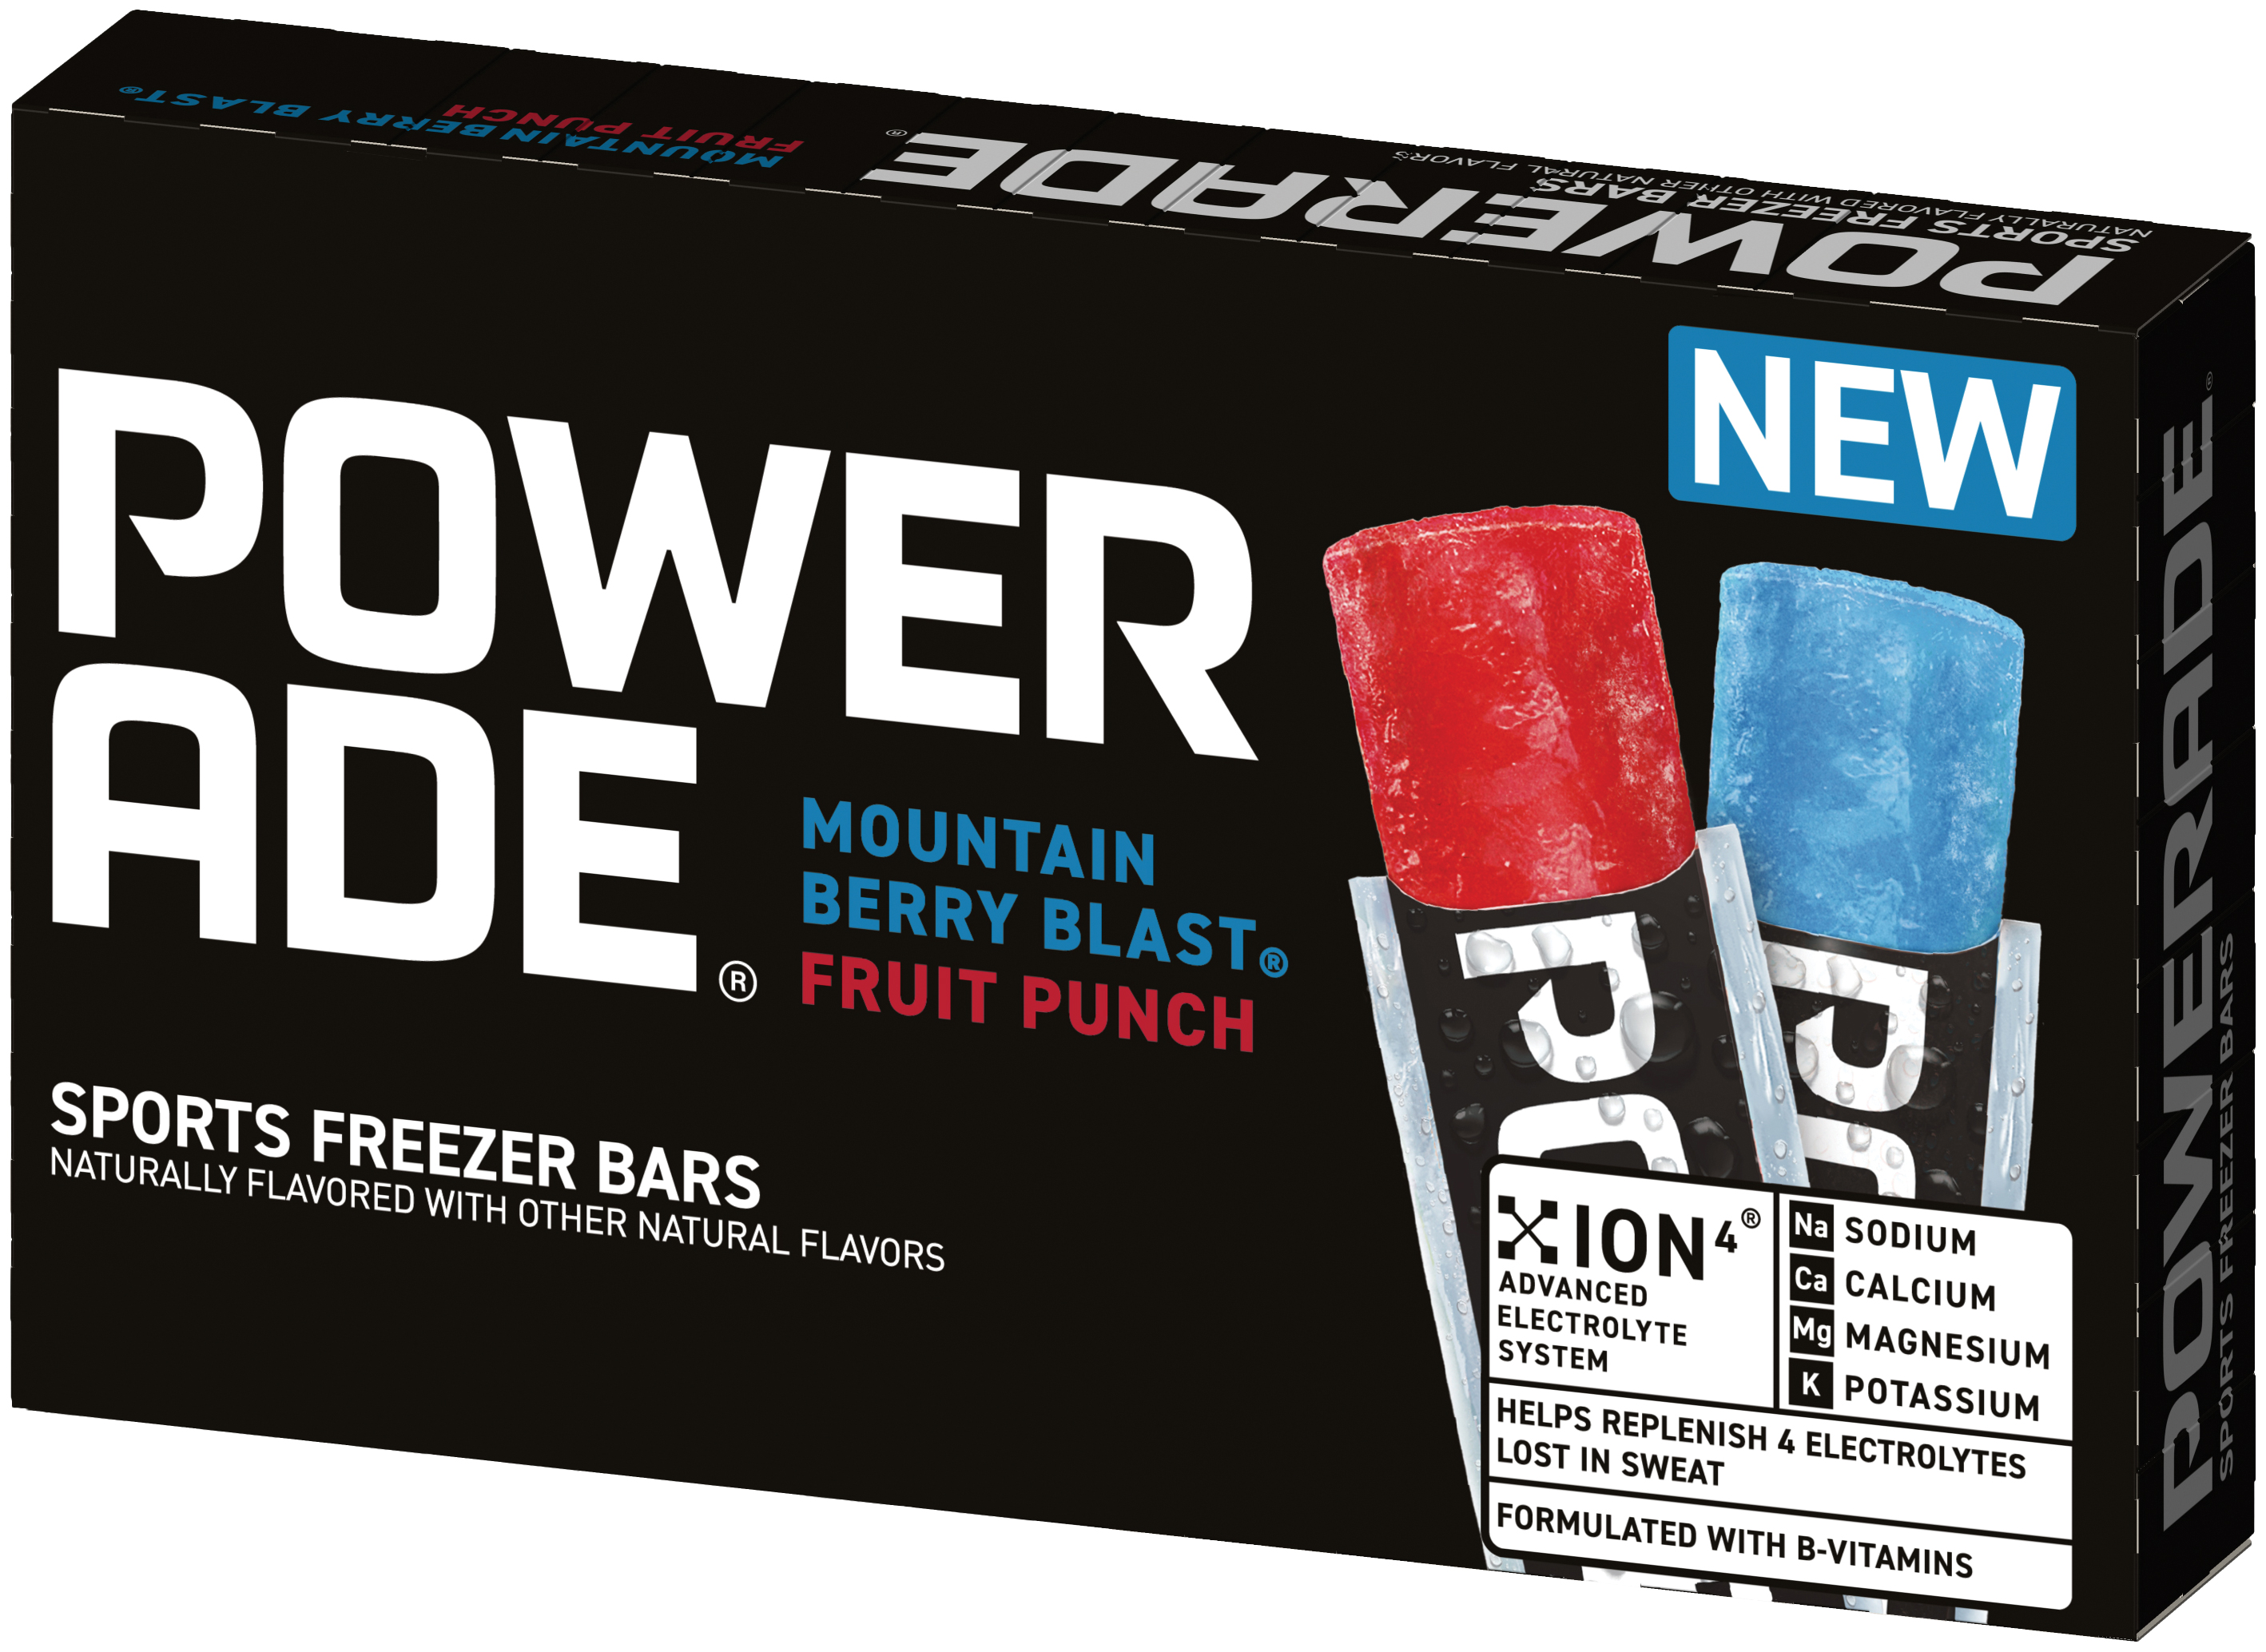 MOUNTAIN BERRY BLAST®
FRUIT PUNCH
POWERADE®
SPORTS FREEZER BARS
NATURALLY FLAVORED WITH OTHER NATURAL FLAVORS
NEW
POWER
ADE®
MOUNTAIN
BERRY BLAST®
FRUIT PUNCH
SPORTS FREEZER BARS
NATURALLY FLAVORED WITH OTHER NATURAL FLAVORS
PO
PO
ION4®
ADVANCED
ELECTROLYTE
SYSTEM
Na SODIUM
Ca CALCIUM
Mg MAGNESIUM
K POTASSIUM
HELPS REPLENISH 4 ELECTROLYTES
LOST IN SWEAT
FORMULATED WITH B-VITAMINS
POWERADE®
SPORTS FREEZER BARS